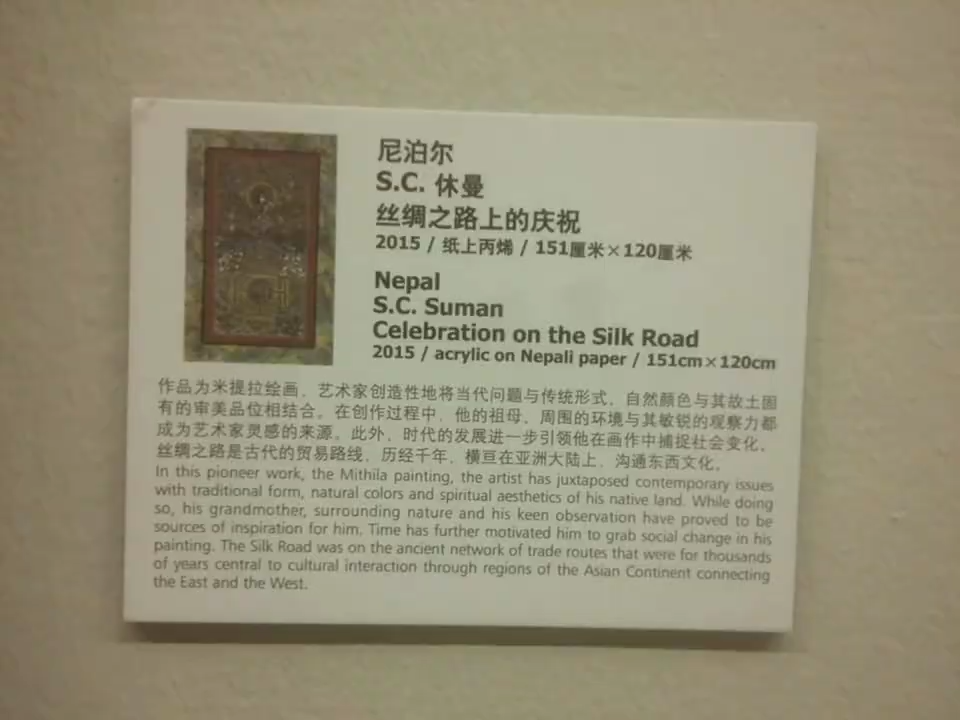 尼泊尔
S.C. 休曼
丝绸之路上的庆祝
2015 / 纸上丙烯 / 151厘米×120厘米
Nepal
S.C. Suman
Celebration on the Silk Road
2015 / acrylic on Nepali paper / 151cm×120cm
作品为米提拉绘画，艺术家创造性地将当代问题与传统形式，自然颜色与其故土固
有的审美品位相结合。在创作过程中，他的祖母，周围的环境与其敏锐的观察力都
成为艺术家灵感的来源。此外，时代的发展进一步引领他在画作中捕捉社会变化。
丝绸之路是古代的贸易路线，历经千年，横亘在亚洲大陆上，沟通东西文化。
In this pioneer work, the Mithila painting, the artist has juxtaposed contemporary issues
with traditional form, natural colors and spiritual aesthetics of his native land. While doing
so, his grandmother, surrounding nature and his keen observation have proved to be
sources of inspiration for him. Time has further motivated him to grab social change in his
painting. The Silk Road was on the ancient network of trade routes that were for thousands
of years central to cultural interaction through regions of the Asian Continent connecting
the East and the West.